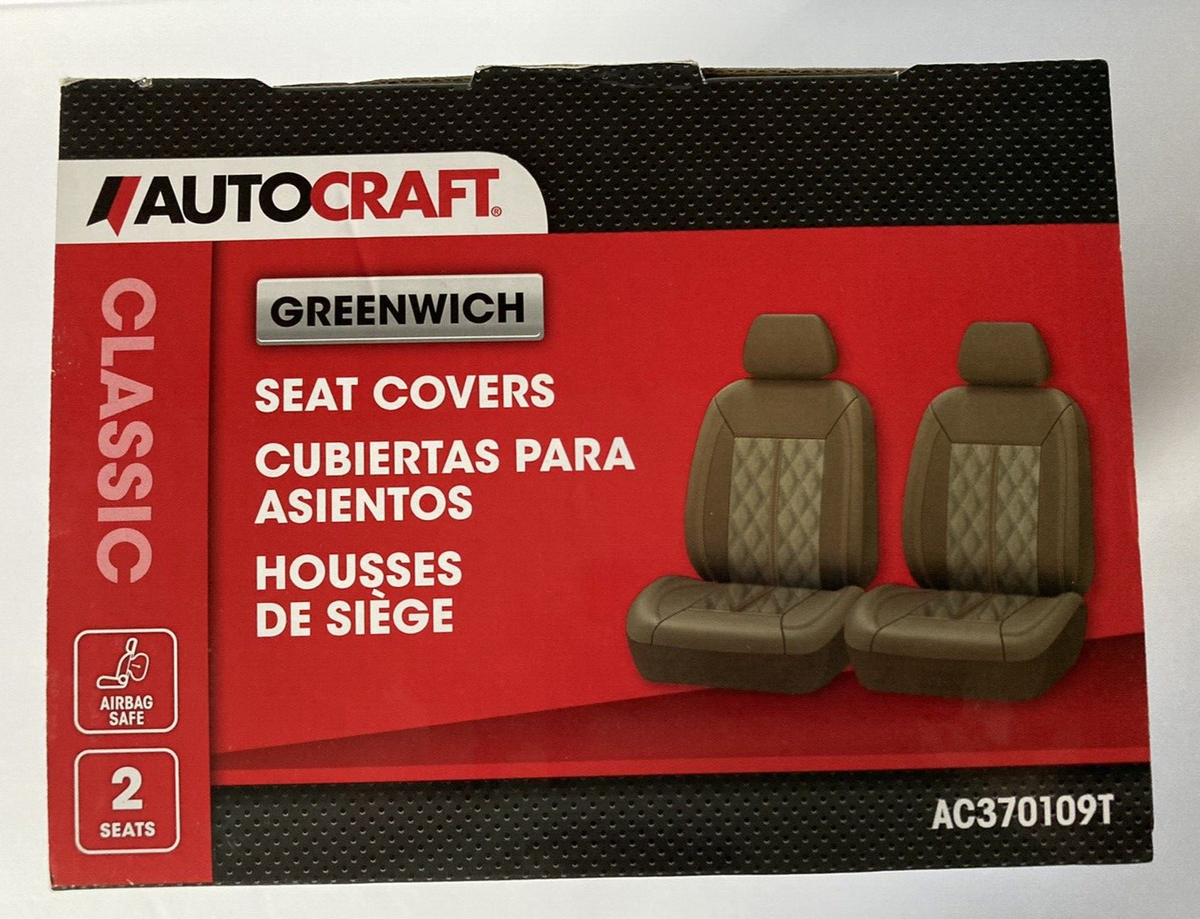 AUTOCRAFT®
CLASSIC
GREENWICH
SEAT COVERS
CUBIERTAS PARA
ASIENTOS
HOUSSES
DE SIÈGE
AIRBAG
SAFE
2
SEATS
AC370109T